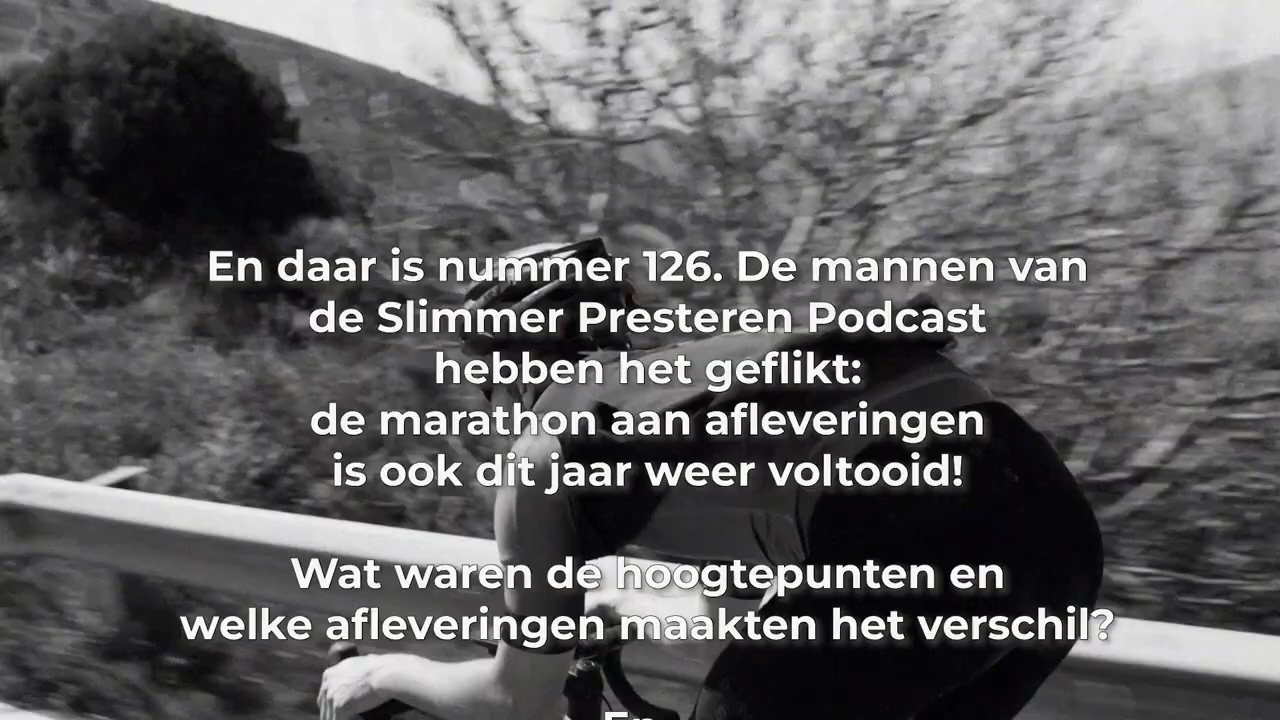 En daar is nummer 126. De mannen van
de Slimmer Presteren Podcast
hebben het geflikt:
de marathon aan afleveringen
is ook dit jaar weer voltooid!
Wat waren de hoogtepunten en
welke afleveringen maakten het verschil?
En